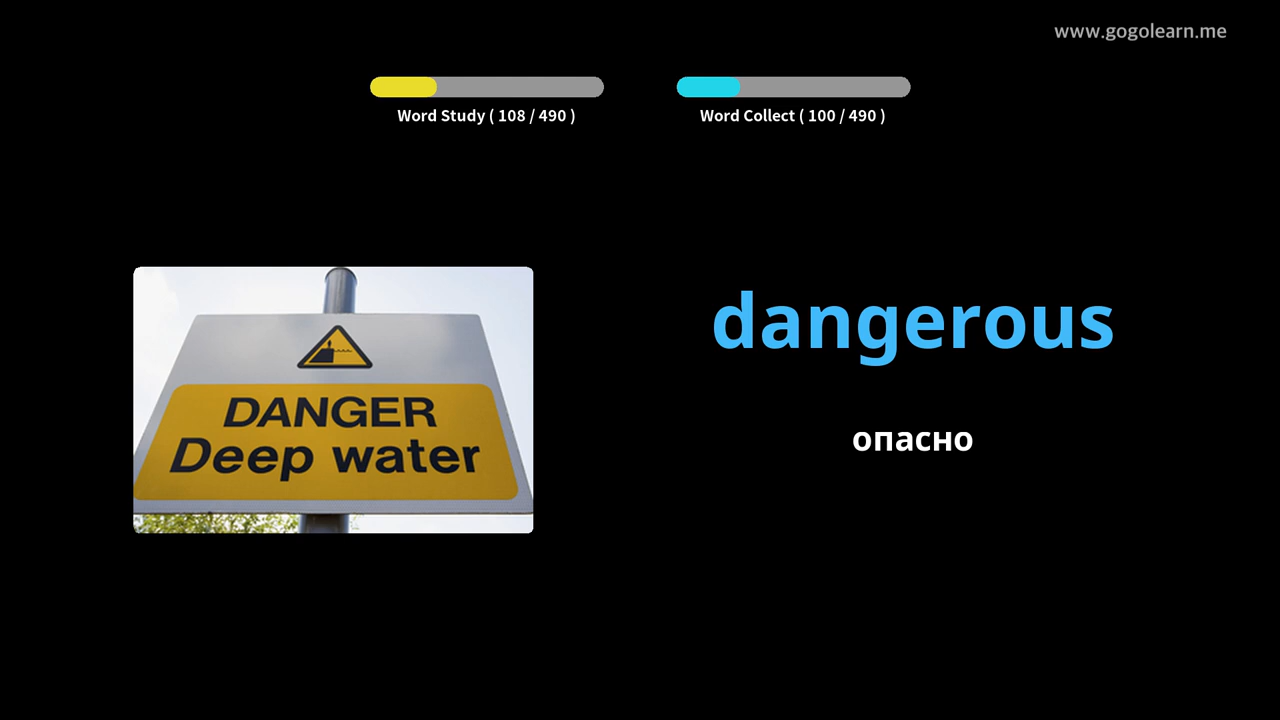 www.gogolearn.me
Word Study ( 108 / 490 )
Word Collect ( 100 / 490 )
DANGER
Deep water
dangerous
опасно